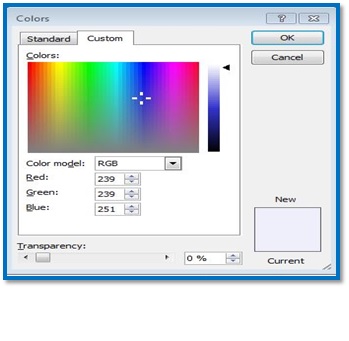 Colors
Standard Custom
OK
Colors:
Cancel
Color model: RGB
Red: 239
Green: 239
Blue: 251
New
Transparency:
0 %
Current